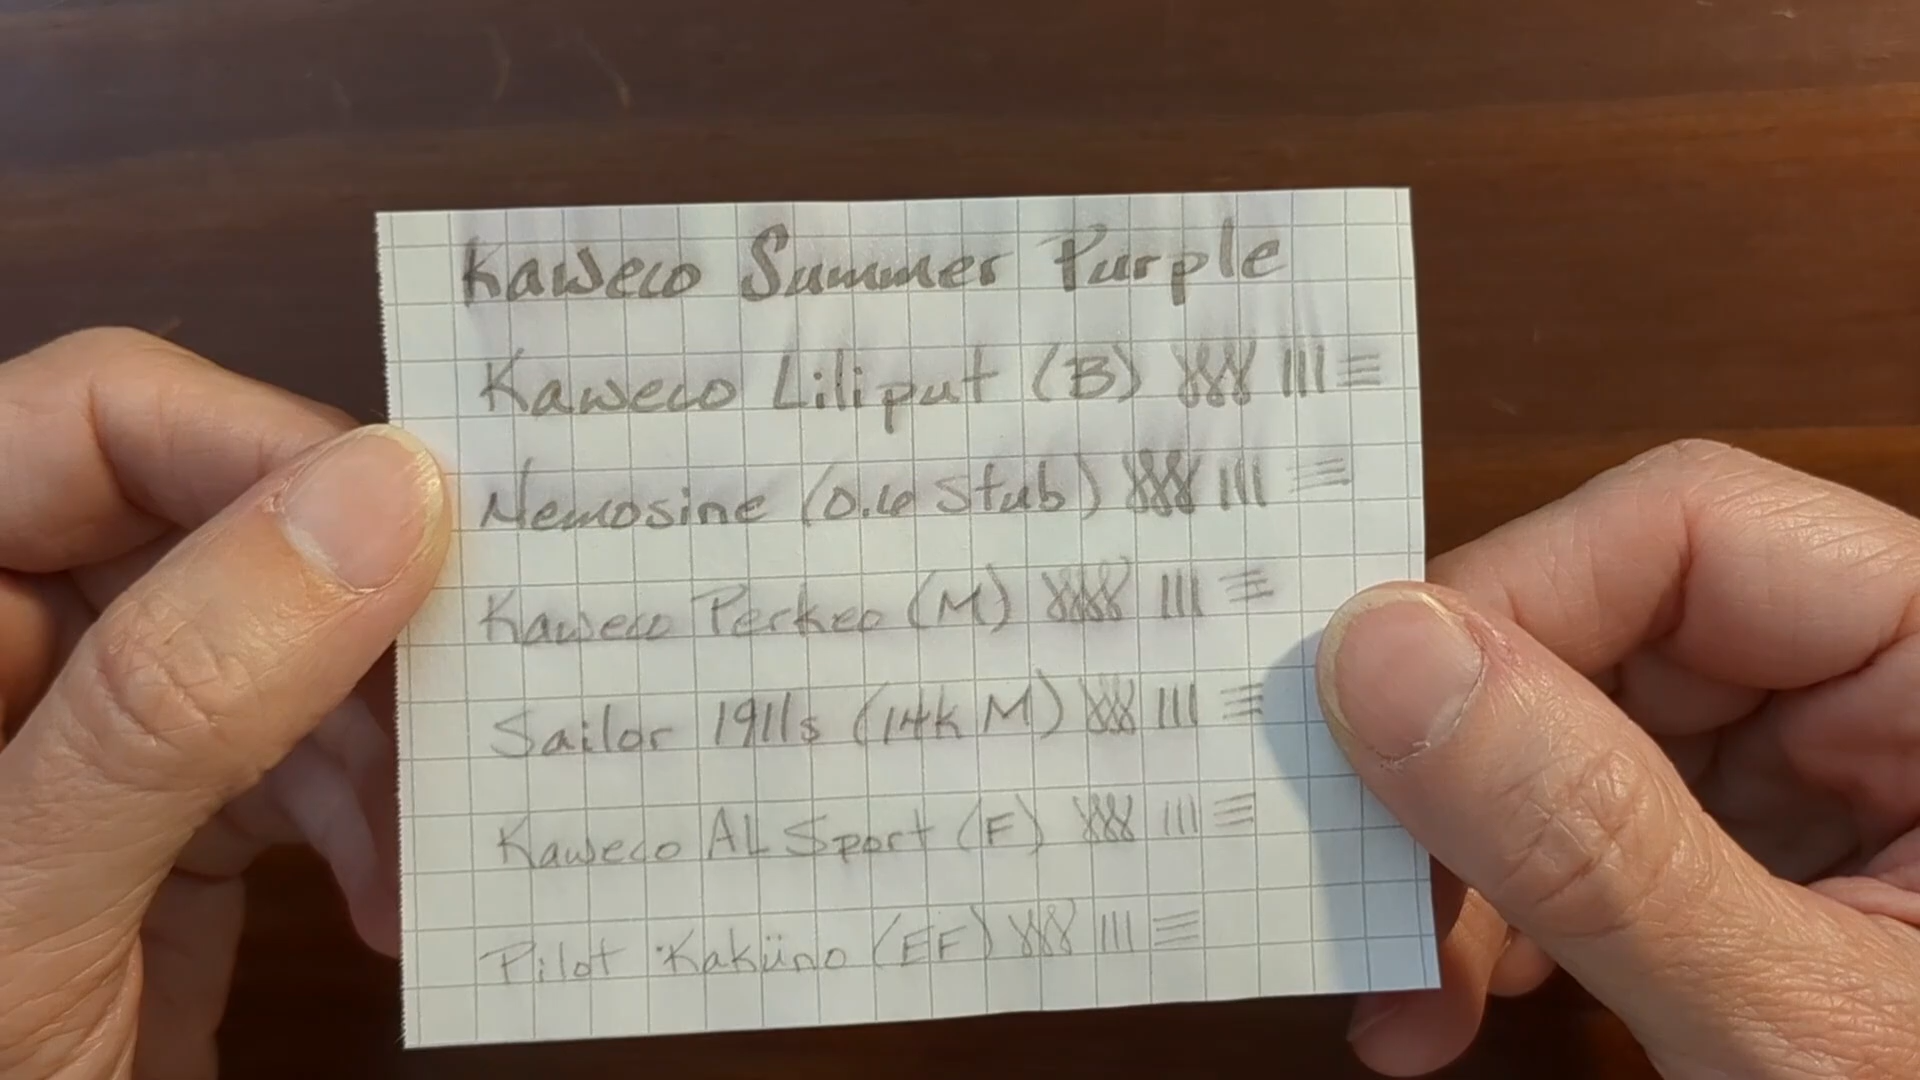 Kaweco Summer Purple
Kaweco Liliput (B)
Nemosine (0.6 Stub)
Kaweco Perkeo (M)
Sailor 1911s (14k M)
Kaweco AL Sport (F)
Pilot Kaküno (EF)